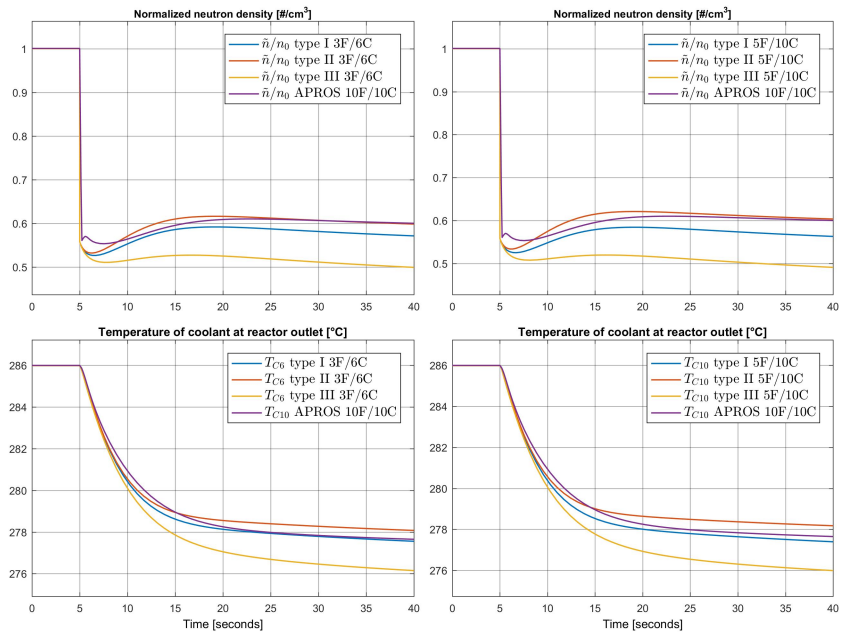 Normalized neutron density [#/cm³]
ñ/n₀ type I 3F/6C
ñ/n₀ type II 3F/6C
ñ/n₀ type III 3F/6C
ñ/n₀ APROS 10F/10C
1
0.9
0.8
0.7
0.6
0.5
0 5 10 15 20 25 30 35 40
Normalized neutron density [#/cm³]
ñ/n₀ type I 5F/10C
ñ/n₀ type II 5F/10C
ñ/n₀ type III 5F/10C
ñ/n₀ APROS 10F/10C
1
0.9
0.8
0.7
0.6
0.5
0 5 10 15 20 25 30 35 40
Temperature of coolant at reactor outlet [°C]
T_C6 type I 3F/6C
T_C6 type II 3F/6C
T_C6 type III 3F/6C
T_C10 APROS 10F/10C
286
284
282
280
278
276
0 5 10 15 20 25 30 35 40
Time [seconds]
Temperature of coolant at reactor outlet [°C]
T_C10 type I 5F/10C
T_C10 type II 5F/10C
T_C10 type III 5F/10C
T_C10 APROS 10F/10C
286
284
282
280
278
276
0 5 10 15 20 25 30 35 40
Time [seconds]